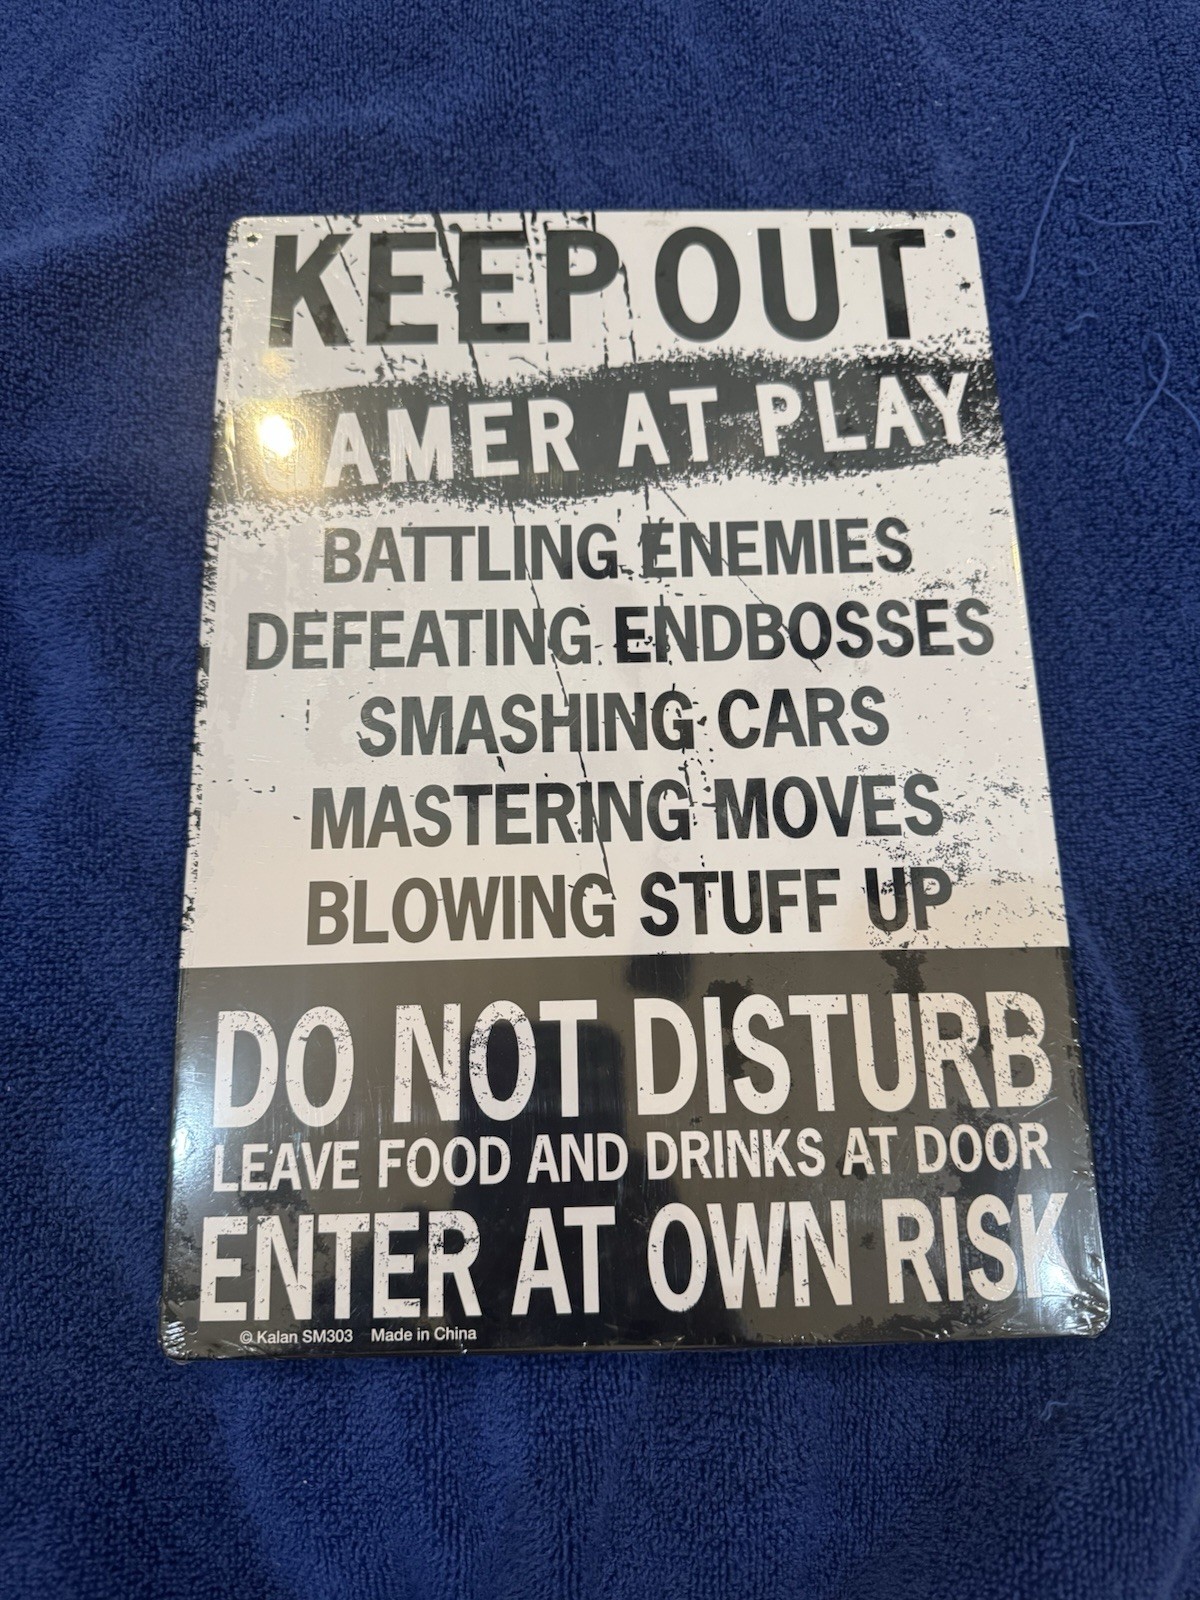 KEEP OUT
GAMER AT PLAY
BATTLING ENEMIES
DEFEATING ENDBOSSES
SMASHING CARS
MASTERING MOVES
BLOWING STUFF UP
DO NOT DISTURB
LEAVE FOOD AND DRINKS AT DOOR
ENTER AT OWN RISK
© Kalan SM303 Made in China